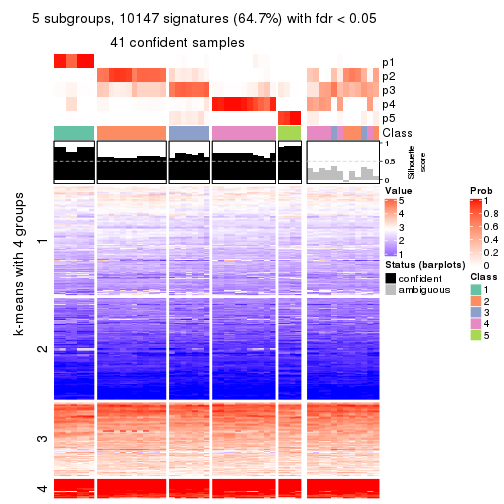 5 subgroups, 10147 signatures (64.7%) with fdr < 0.05
41 confident samples
p1
p2
p3
p4
p5
Class
1
0.5
0
Silhouette
score
k-means with 4 groups
1
2
3
4
Value
5
4
3
2
1
Status (barplots)
confident
ambiguous
Prob
1
0.8
0.6
0.4
0.2
0
Class
1
2
3
4
5